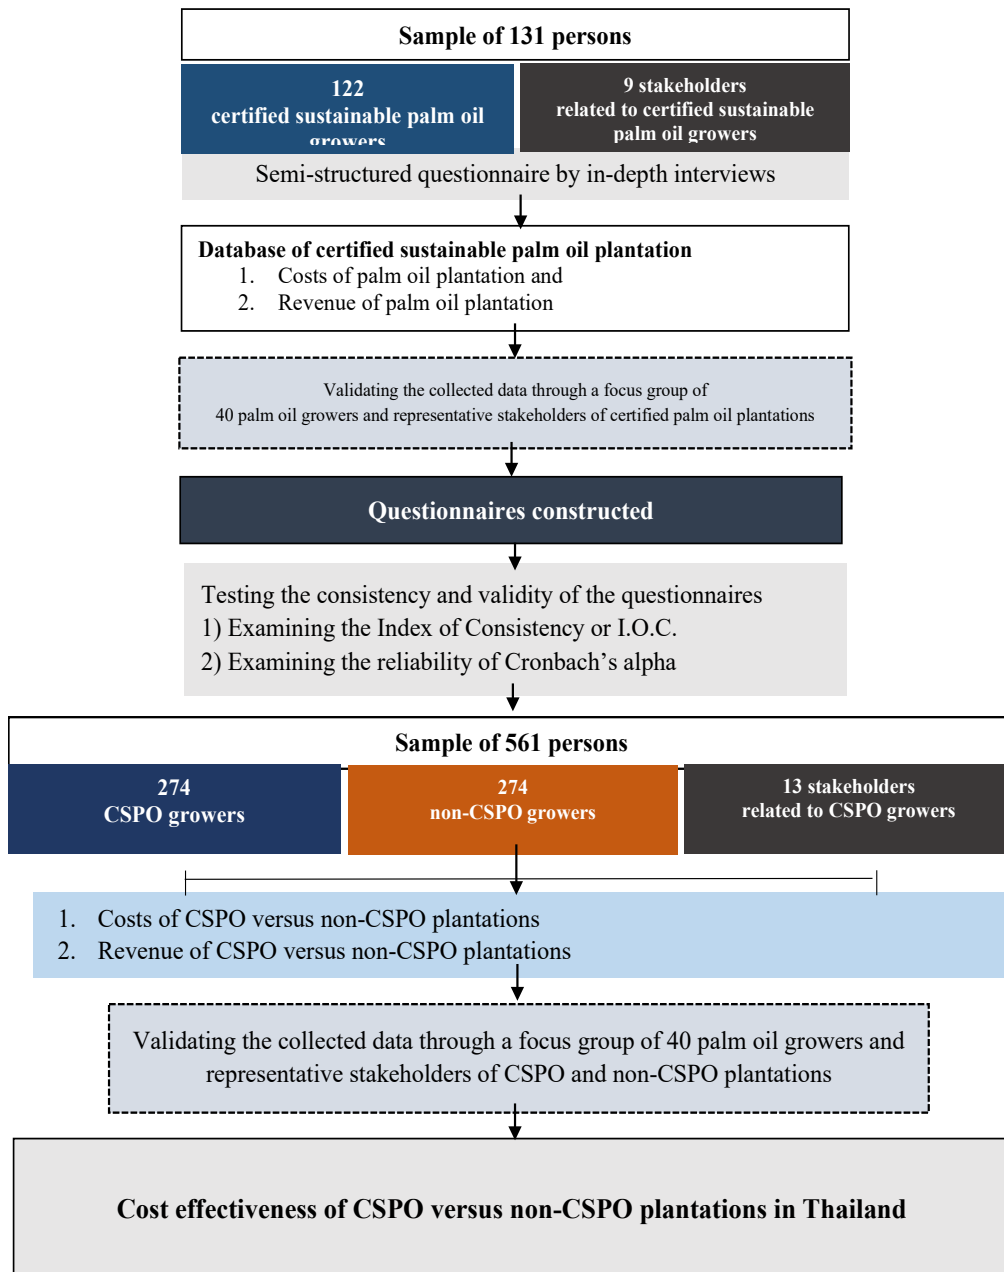 Sample of 131 persons
122
certified sustainable palm oil
growers
9 stakeholders
related to certified sustainable
palm oil growers
Semi-structured questionnaire by in-depth interviews
Database of certified sustainable palm oil plantation
1. Costs of palm oil plantation and
2. Revenue of palm oil plantation
Validating the collected data through a focus group of
40 palm oil growers and representative stakeholders of certified palm oil plantations
Questionnaires constructed
Testing the consistency and validity of the questionnaires
1) Examining the Index of Consistency or I.O.C.
2) Examining the reliability of Cronbach’s alpha
Sample of 561 persons
274
CSPO growers
274
non-CSPO growers
13 stakeholders
related to CSPO growers
1. Costs of CSPO versus non-CSPO plantations
2. Revenue of CSPO versus non-CSPO plantations
Validating the collected data through a focus group of 40 palm oil growers and
representative stakeholders of CSPO and non-CSPO plantations
Cost effectiveness of CSPO versus non-CSPO plantations in Thailand